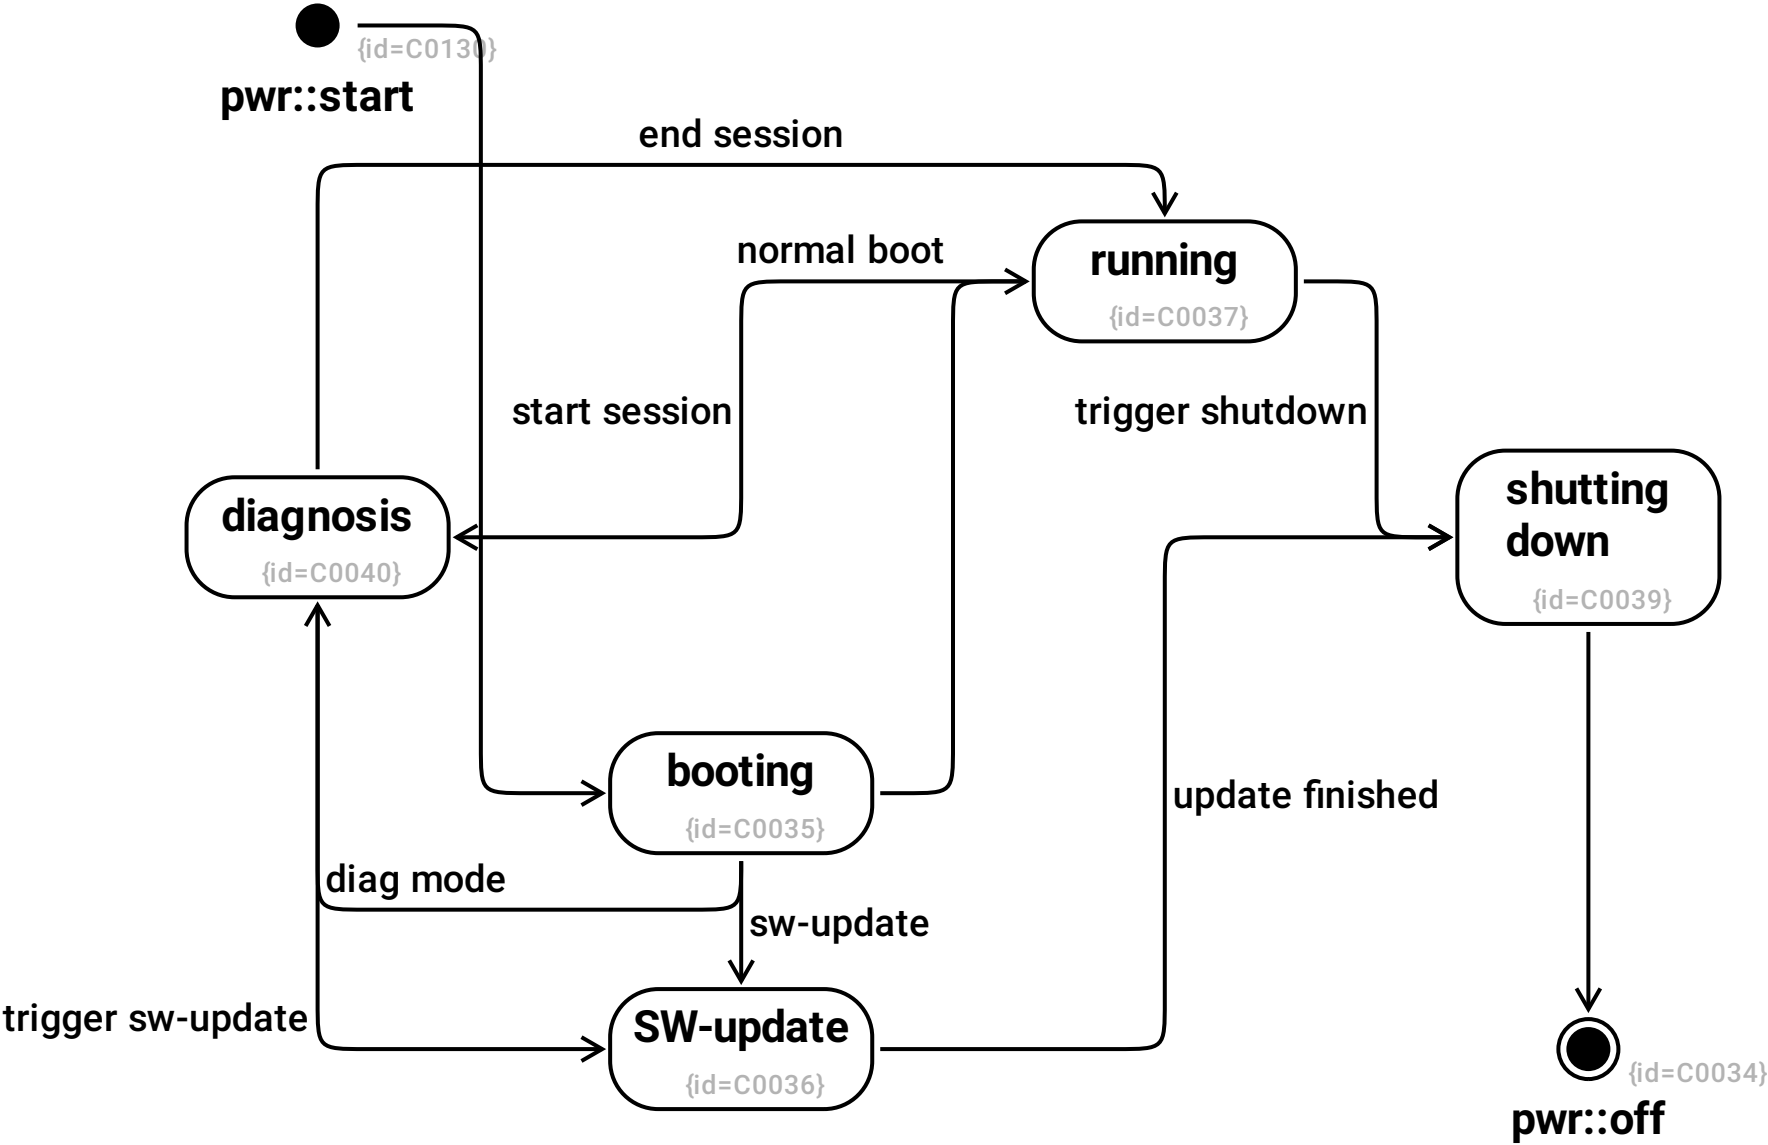 {id=C0130}
pwr::start
end session
normal boot
running
{id=C0037}
start session
trigger shutdown
diagnosis
{id=C0040}
shutting
down
{id=C0039}
booting
{id=C0035}
update finished
diag mode
sw-update
trigger sw-update
SW-update
{id=C0036}
{id=C0034}
pwr::off